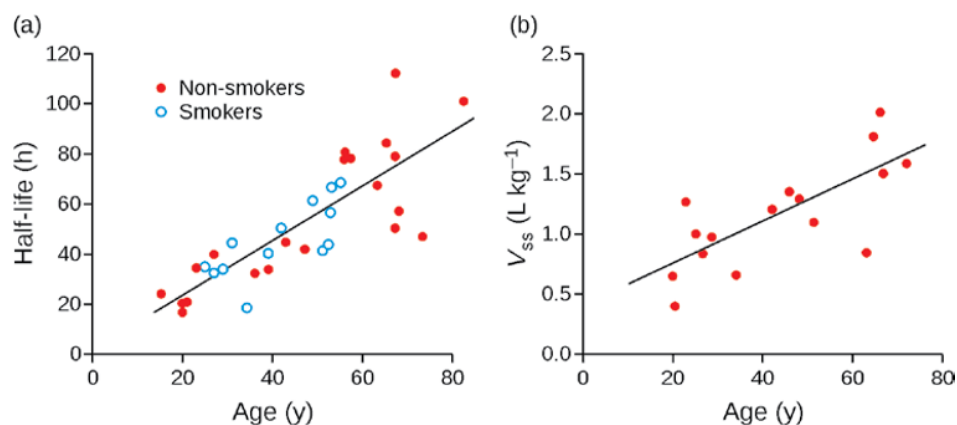 (a)
120
100
80
60
40
20
0
Half-life (h)
Non-smokers
Smokers
0 20 40 60 80
Age (y)
(b)
2.5
2.0
1.5
1.0
0.5
0.0
Vss (L kg⁻¹)
0 20 40 60 80
Age (y)